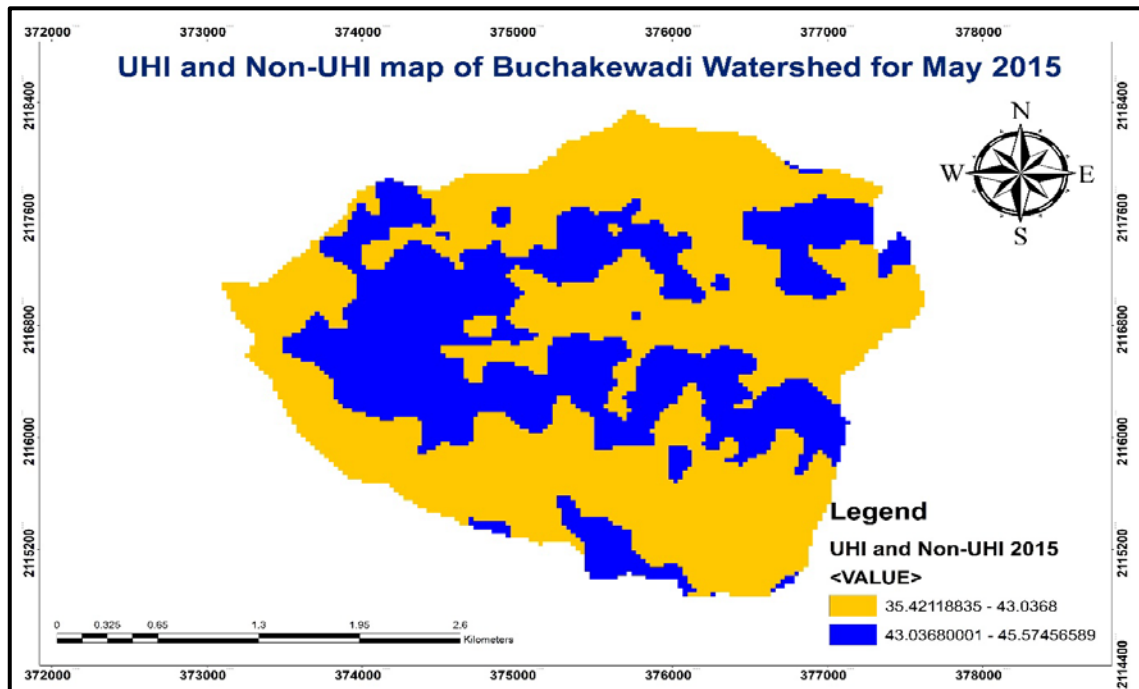 372000 373000 374000 375000 376000 377000 378000
UHI and Non-UHI map of Buchakewadi Watershed for May 2015
2118400 2118400
N
W E
S
2117600 2117600
2116800 2116800
2116000 2116000
Legend
UHI and Non-UHI 2015
2115200 2115200
<VALUE>
35.42118835 - 43.0368
43.03680001 - 45.57456589
0 0.325 0.65 1.3 1.95 2.6
Kilometers
2114400
372000 373000 374000 375000 376000 377000 378000